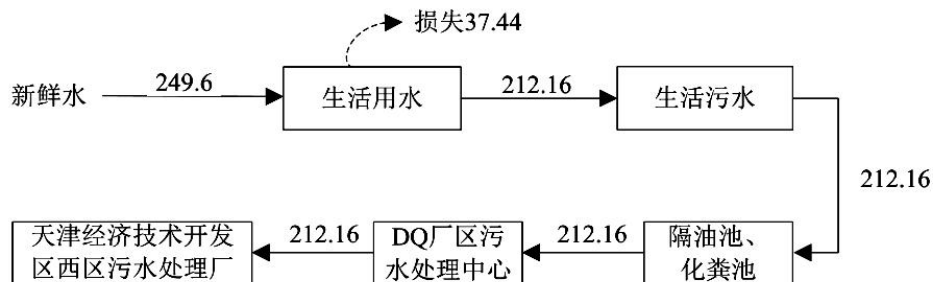 损失37.44
新鲜水
249.6
生活用水
212.16
生活污水
212.16
天津经济技术开发
区西区污水处理厂
212.16
DQ厂区污
水处理中心
212.16
隔油池、
化粪池